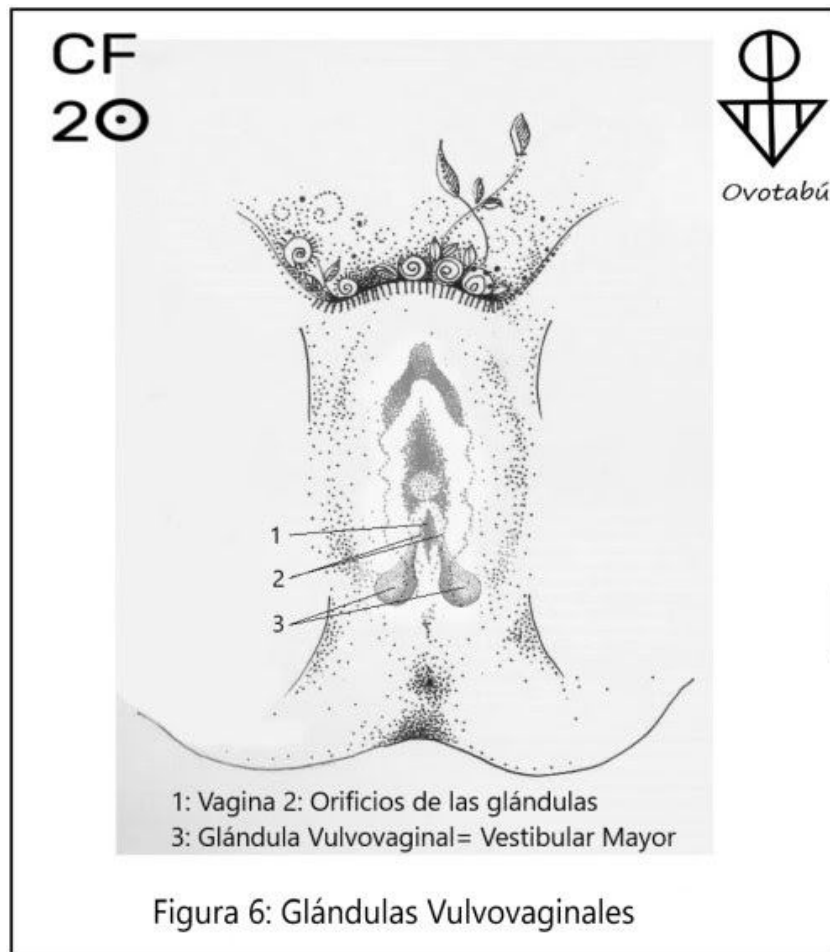 CF
2⊙
Ovotabú
1
2
3
1: Vagina 2: Orificios de las glándulas
3: Glándula Vulvovaginal= Vestibular Mayor
Figura 6: Glándulas Vulvovaginales